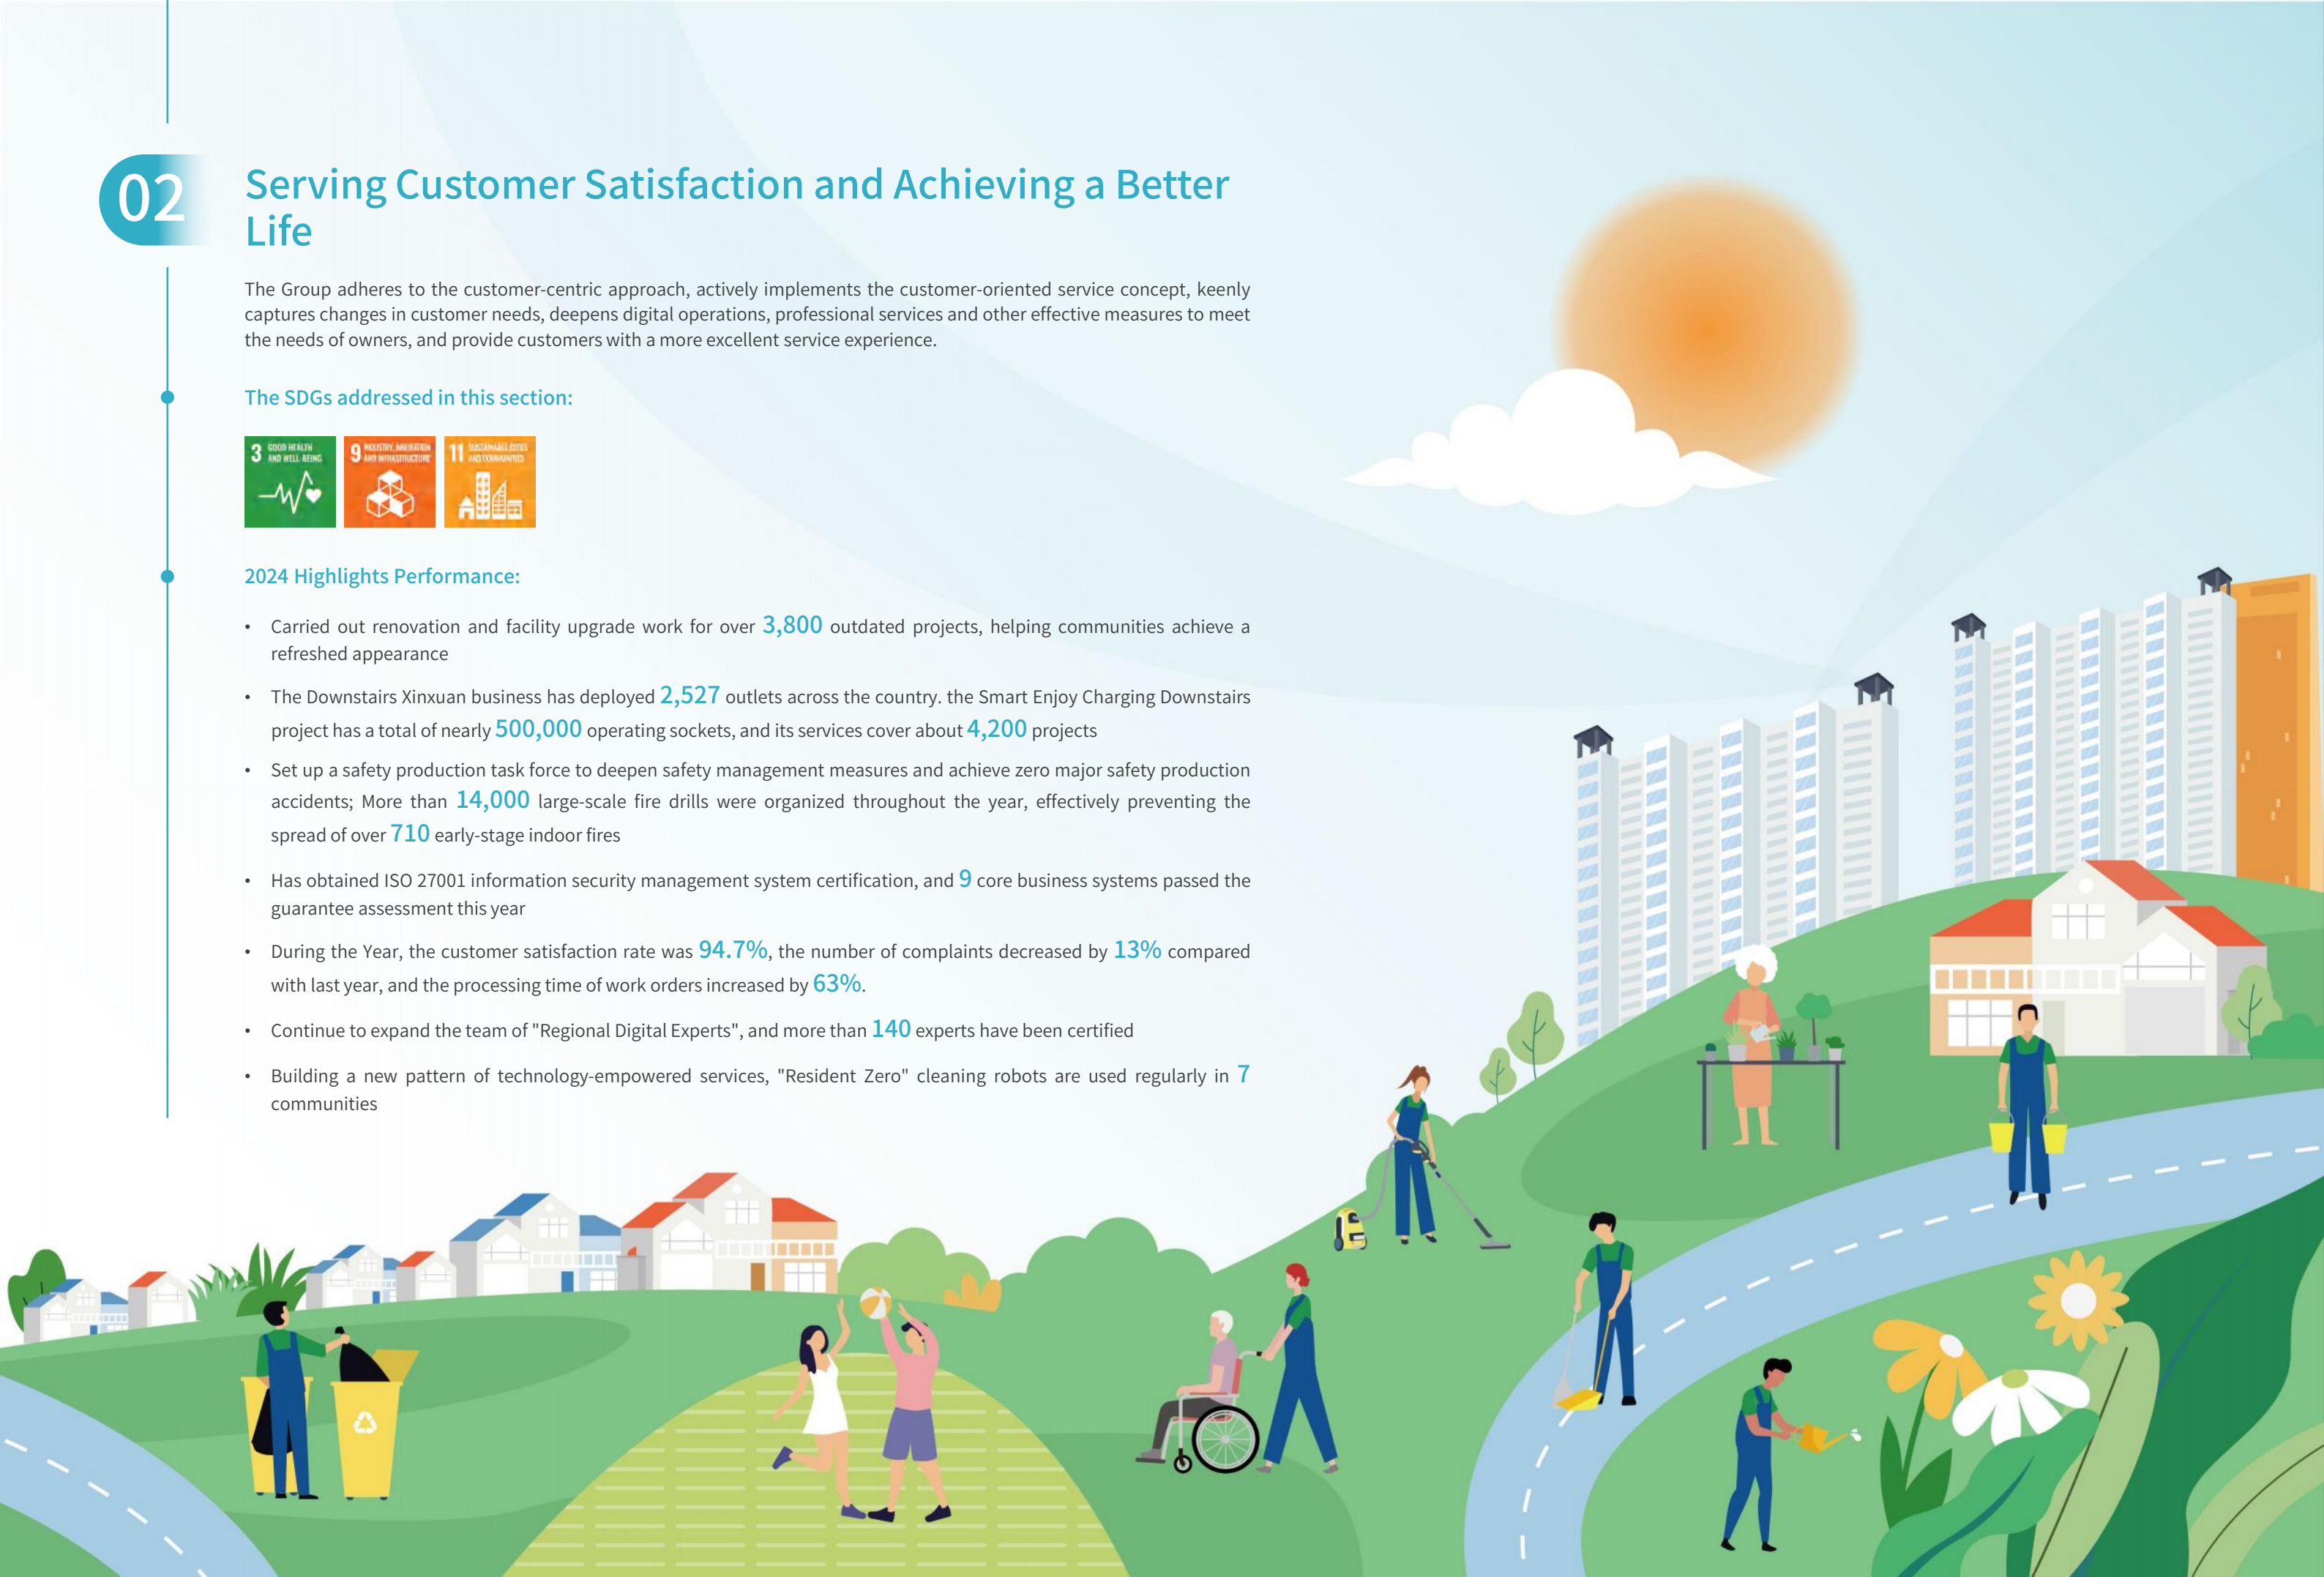 02
Serving Customer Satisfaction and Achieving a Better
Life
The Group adheres to the customer-centric approach, actively implements the customer-oriented service concept, keenly
captures changes in customer needs, deepens digital operations, professional services and other effective measures to meet
the needs of owners, and provide customers with a more excellent service experience.
The SDGs addressed in this section:
3 GOOD HEALTH
AND WELL-BEING
9 INDUSTRY, INNOVATION
AND INFRASTRUCTURE
11 SUSTAINABLE CITIES
AND COMMUNITIES
2024 Highlights Performance:
• Carried out renovation and facility upgrade work for over 3,800 outdated projects, helping communities achieve a
refreshed appearance
• The Downstairs Xinxuan business has deployed 2,527 outlets across the country. the Smart Enjoy Charging Downstairs
project has a total of nearly 500,000 operating sockets, and its services cover about 4,200 projects
• Set up a safety production task force to deepen safety management measures and achieve zero major safety production
accidents; More than 14,000 large-scale fire drills were organized throughout the year, effectively preventing the
spread of over 710 early-stage indoor fires
• Has obtained ISO 27001 information security management system certification, and 9 core business systems passed the
guarantee assessment this year
• During the Year, the customer satisfaction rate was 94.7%, the number of complaints decreased by 13% compared
with last year, and the processing time of work orders increased by 63%.
• Continue to expand the team of "Regional Digital Experts", and more than 140 experts have been certified
• Building a new pattern of technology-empowered services, "Resident Zero" cleaning robots are used regularly in 7
communities